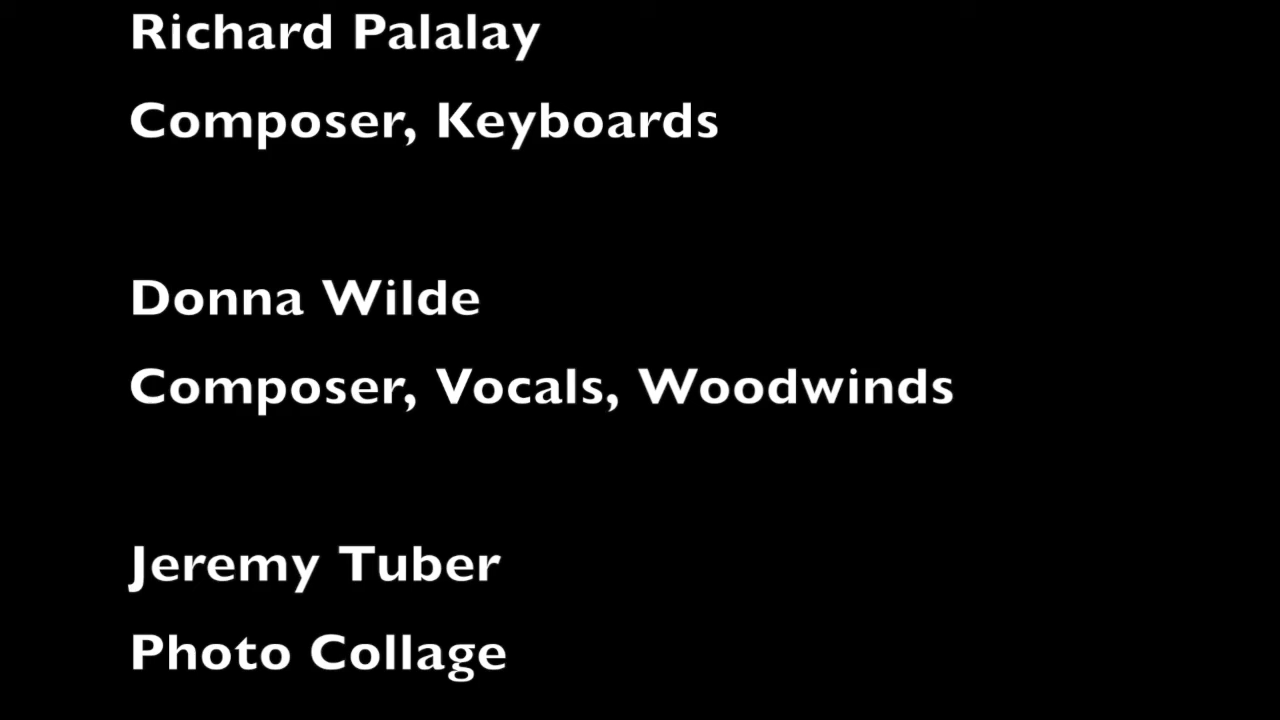 Richard Palalay
Composer, Keyboards
Donna Wilde
Composer, Vocals, Woodwinds
Jeremy Tuber
Photo Collage